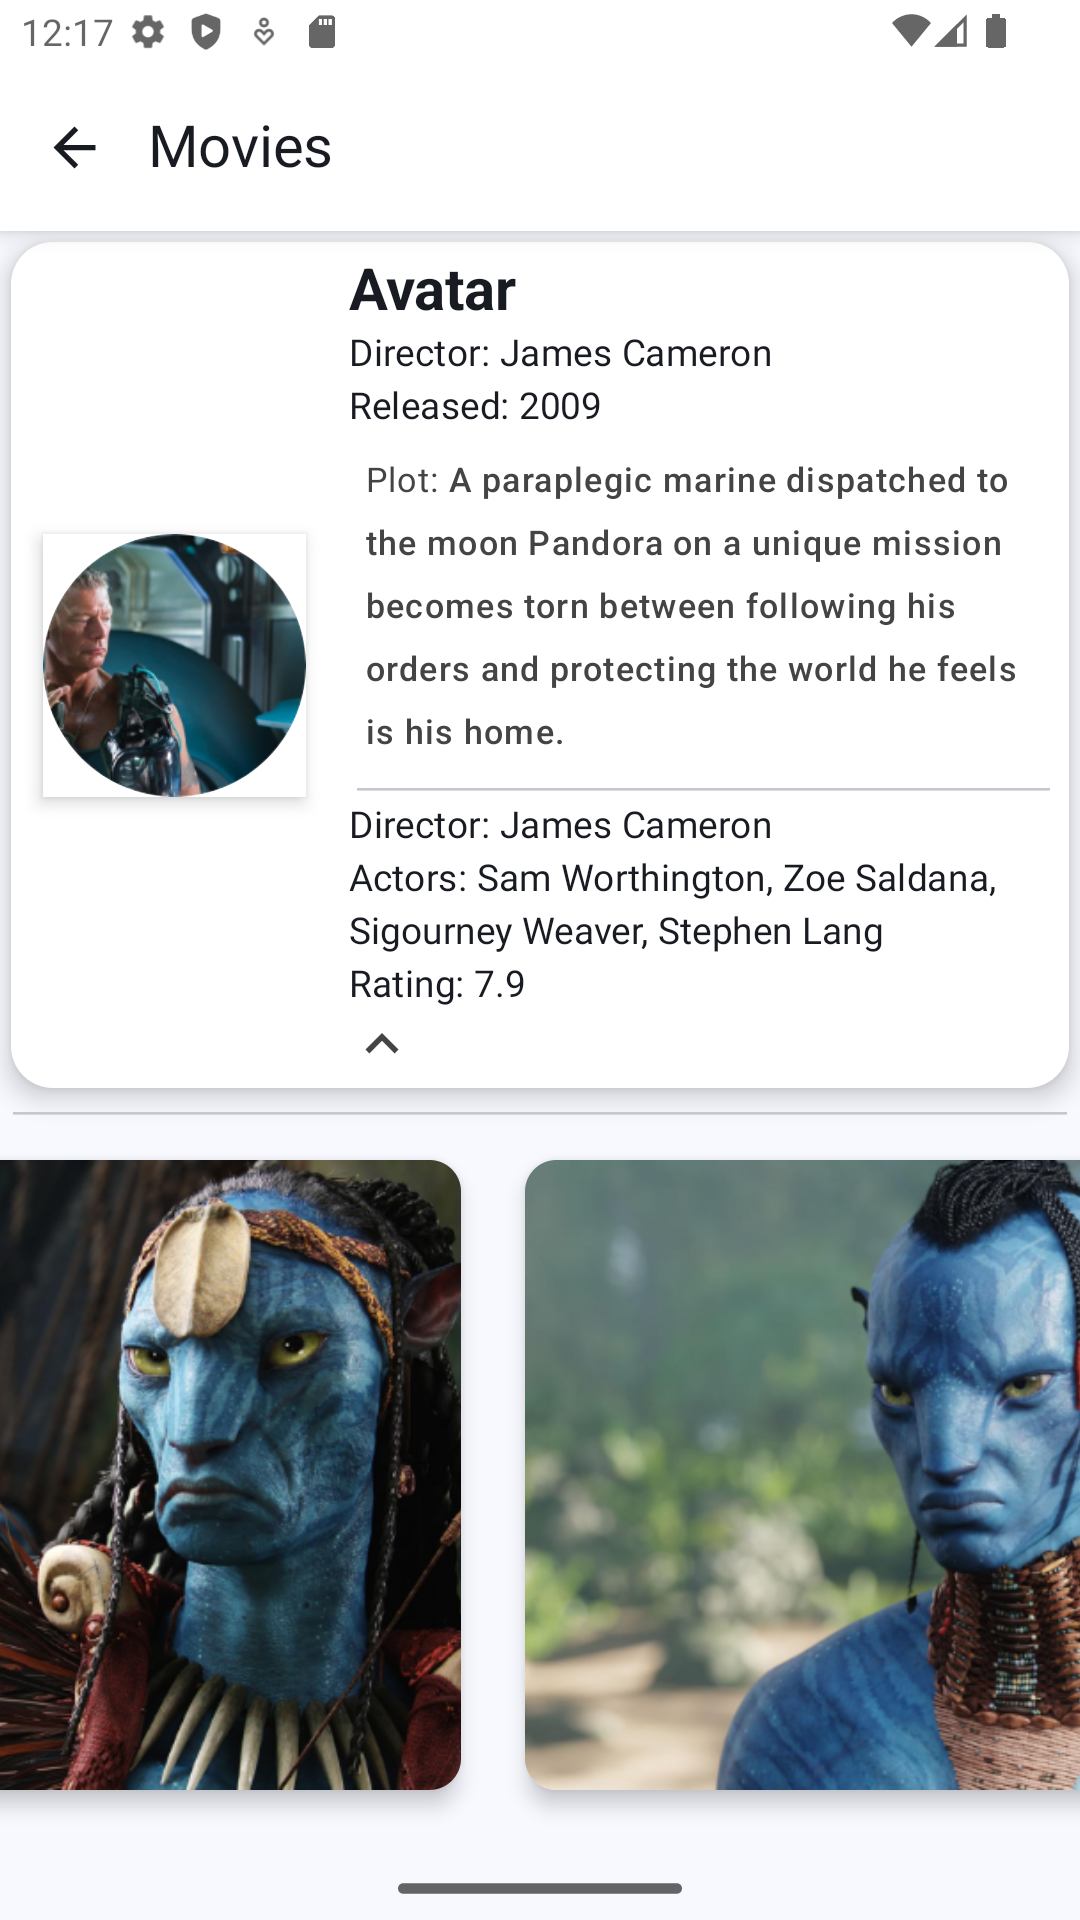 12:17
Movies
Avatar
Director: James Cameron
Released: 2009
Plot: A paraplegic marine dispatched to
the moon Pandora on a unique mission
becomes torn between following his
orders and protecting the world he feels
is his home.
Director: James Cameron
Actors: Sam Worthington, Zoe Saldana,
Sigourney Weaver, Stephen Lang
Rating: 7.9